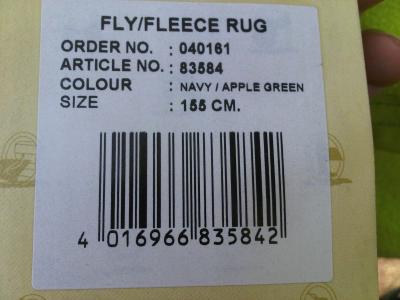 FLY/FLEECE RUG
ORDER NO. : 040161
ARTICLE NO. : 83584
COLOUR : NAVY / APPLE GREEN
SIZE : 155 CM.
4 016966 835842